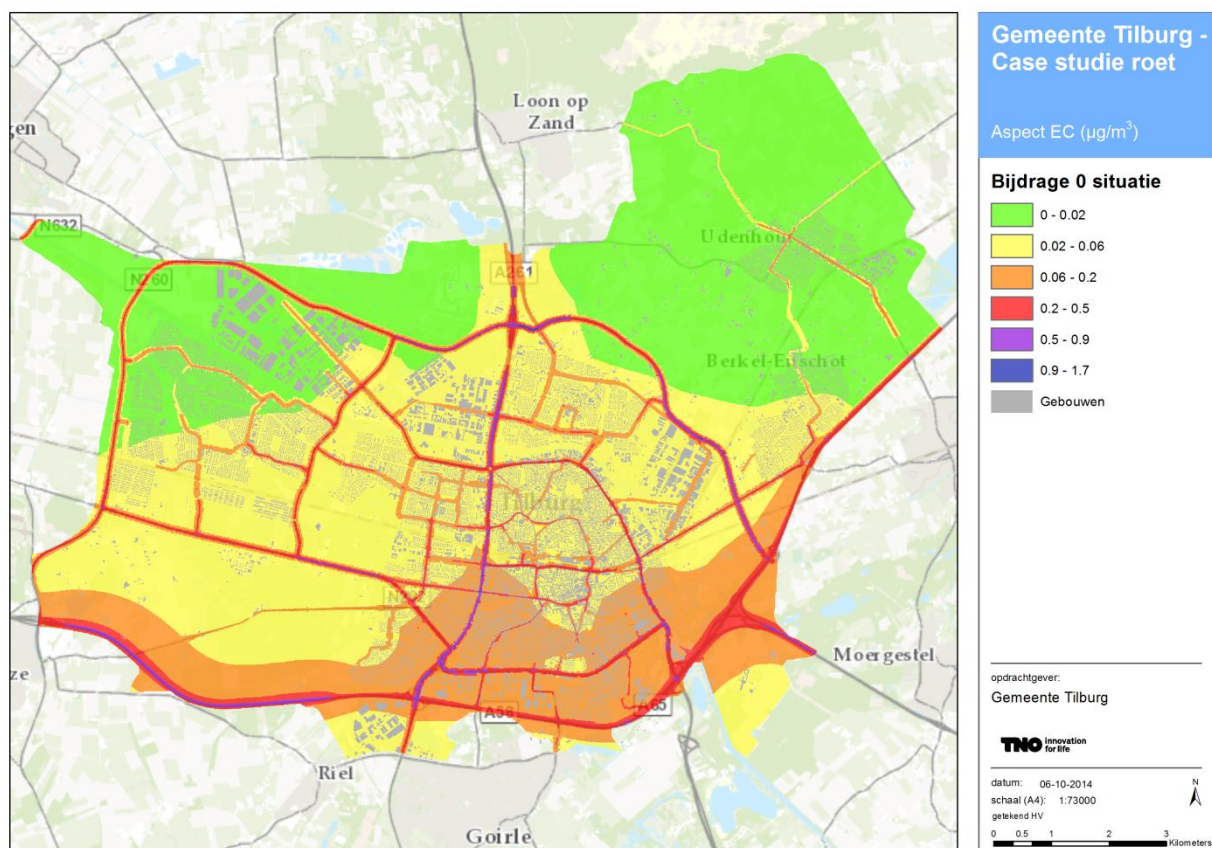 Loon op
Zand
gen
N632
N260
A261
Udenhout
Berkel-Enschot
Tilburg
Moergestel
ze
A58
A65
Riel
Goirle
Gemeente Tilburg -
Case studie roet
Aspect EC (µg/m³)
Bijdrage 0 situatie
0 - 0.02
0.02 - 0.06
0.06 - 0.2
0.2 - 0.5
0.5 - 0.9
0.9 - 1.7
Gebouwen
opdrachtgever:
Gemeente Tilburg
TNO innovation
for life
datum: 06-10-2014
schaal (A4): 1:73000
getekend HV
N
0 0.5 1 2 3
Kilometers